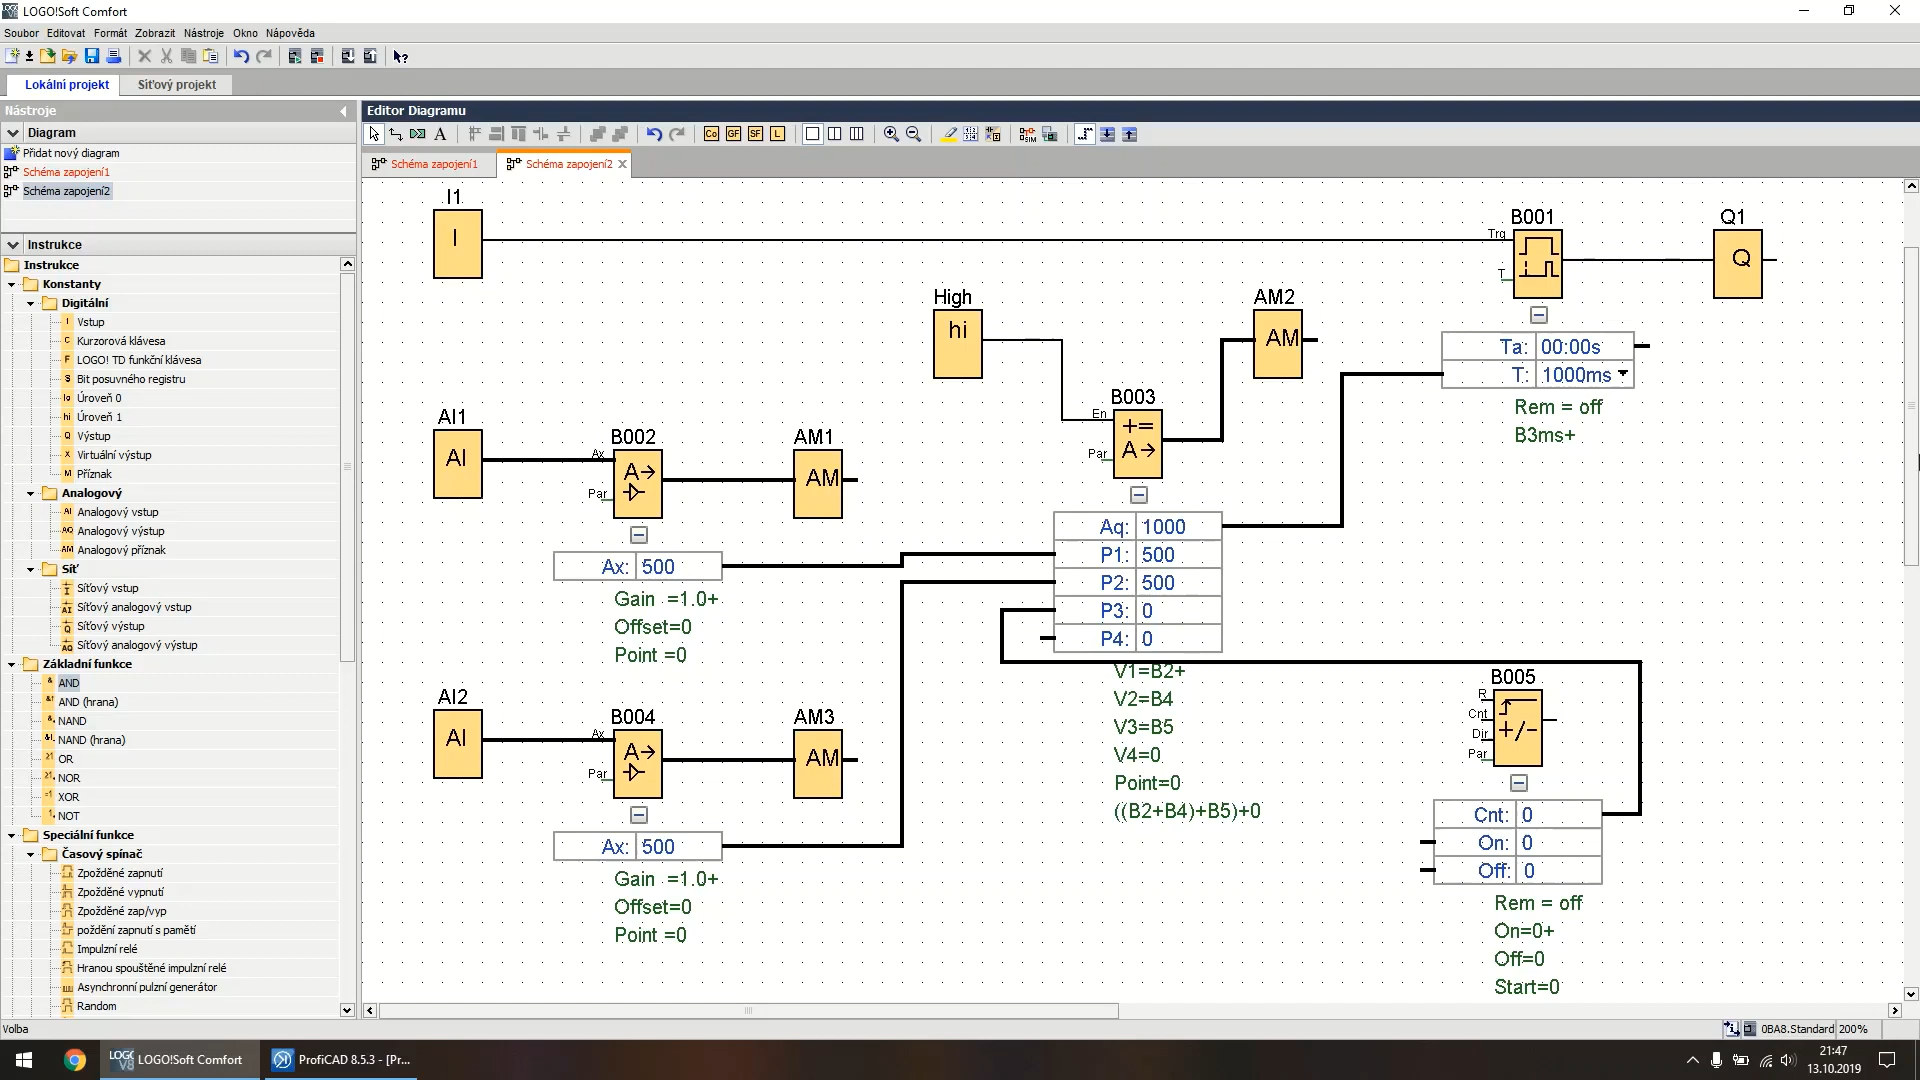 LOGO!Soft Comfort
Soubor Editovat Formát Zobrazit Nástroje Okno Nápověda
Lokální projekt Síťový projekt
Nástroje
Diagram
Přidat nový diagram
Schéma zapojení1
Schéma zapojení2
Instrukce
Instrukce
Konstanty
Digitální
I Vstup
C Kurzorová klávesa
F LOGO! TD funkční klávesa
S Bit posuvného registru
lo Úroveň 0
hi Úroveň 1
Q Výstup
X Virtuální výstup
M Příznak
Analogový
AI Analogový vstup
AQ Analogový výstup
AM Analogový příznak
Síť
Síťový vstup
Síťový analogový vstup
Síťový výstup
Síťový analogový výstup
Základní funkce
AND
AND (hrana)
NAND
NAND (hrana)
OR
NOR
XOR
NOT
Speciální funkce
Časový spínač
Zpožděné zapnutí
Zpožděné vypnutí
Zpožděné zap/vyp
poždění zapnutí s pamětí
Impulzní relé
Hranou spouštěné impulzní relé
Asynchronní pulzní generátor
Random
Editor Diagramu
A Co GF SF L
Schéma zapojení1 Schéma zapojení2
I1
I
B001
Trg
T
Q1
Q
Ta: 00:00s
T: 1000ms
Rem = off
B3ms+
High
hi
AM2
AM
B003
En
Par
+=
A→
Aq: 1000
P1: 500
P2: 500
P3: 0
P4: 0
V1=B2+
V2=B4
V3=B5
V4=0
Point=0
((B2+B4)+B5)+0
AI1
AI
B002
Ax
Par
A→
AM1
AM
Ax: 500
Gain =1.0+
Offset=0
Point =0
AI2
AI
B004
Ax
Par
A→
AM3
AM
Ax: 500
Gain =1.0+
Offset=0
Point =0
B005
R
Cnt
Dir
Par
+/-
Cnt: 0
On: 0
Off: 0
Rem = off
On=0+
Off=0
Start=0
Volba
0BA8.Standard 200%
LOGO!Soft Comfort
ProfiCAD 8.5.3 - [Pr...
21:47
13.10.2019